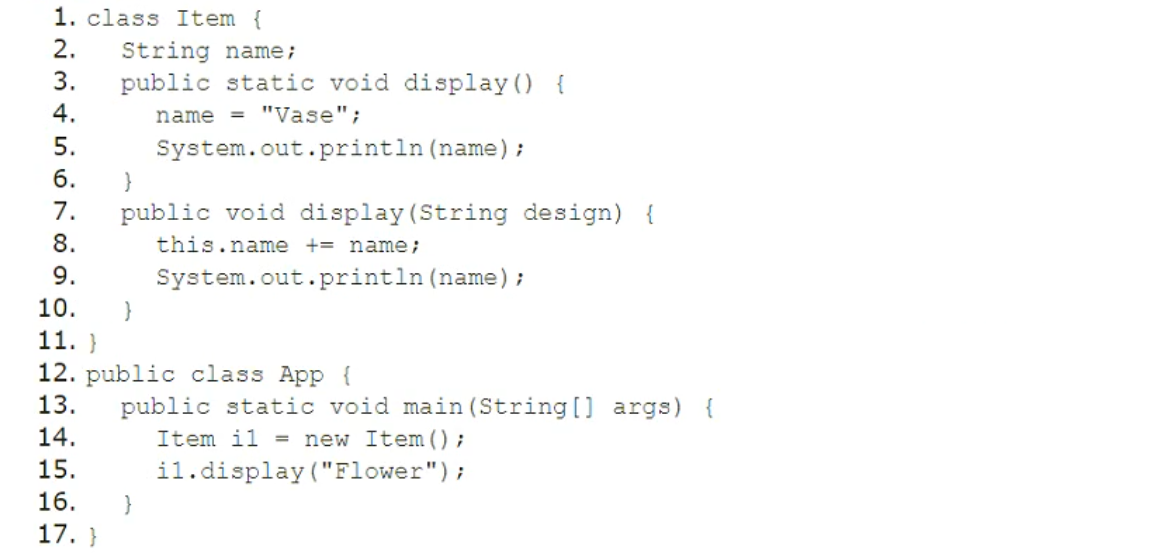 1. class Item {
2. String name;
3. public static void display() {
4. name = "Vase";
5. System.out.println(name);
6. }
7. public void display(String design) {
8. this.name += name;
9. System.out.println(name);
10. }
11. }
12. public class App {
13. public static void main(String[] args) {
14. Item i1 = new Item();
15. i1.display("Flower");
16. }
17. }